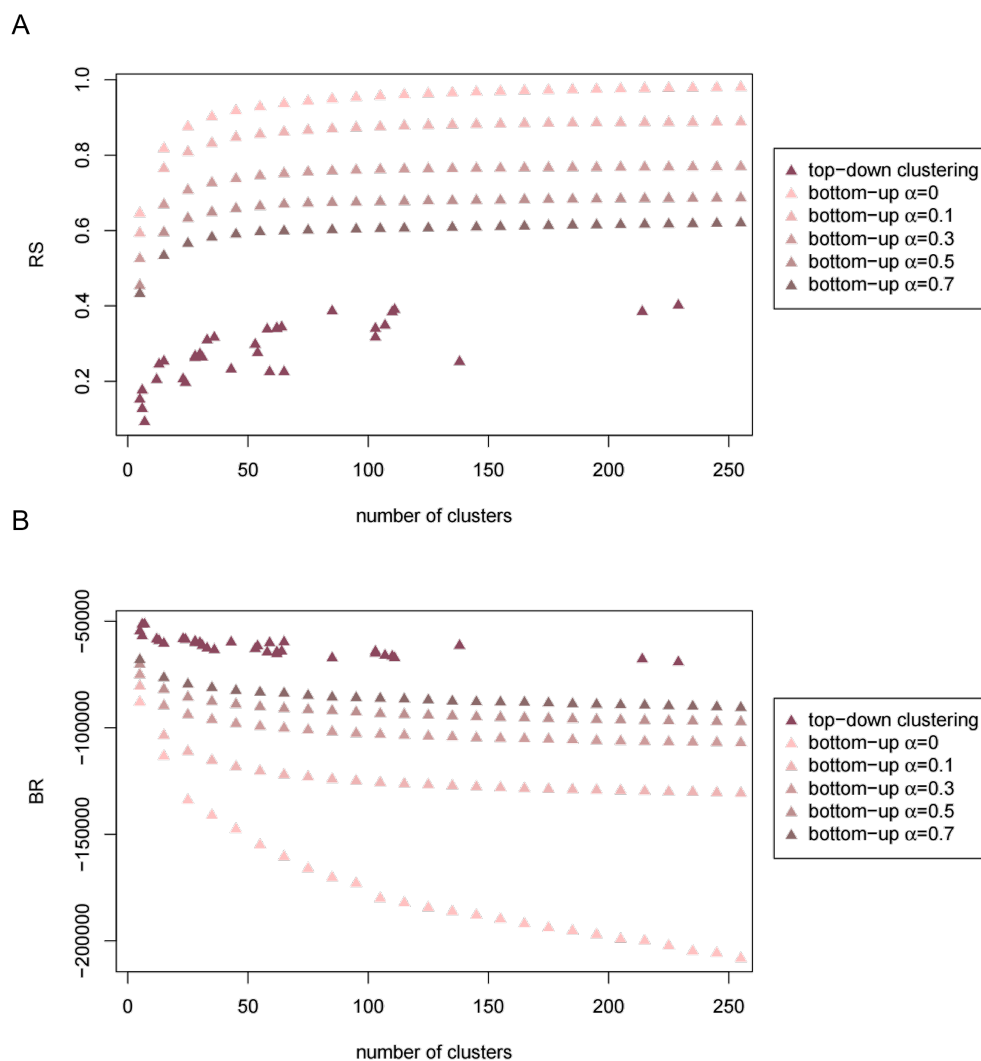 A
RS
0.2
0.4
0.6
0.8
1.0
0 50 100 150 200 250
number of clusters
top−down clustering
bottom−up α=0
bottom−up α=0.1
bottom−up α=0.3
bottom−up α=0.5
bottom−up α=0.7
B
BR
−200000
−150000
−100000
−50000
0 50 100 150 200 250
number of clusters
top−down clustering
bottom−up α=0
bottom−up α=0.1
bottom−up α=0.3
bottom−up α=0.5
bottom−up α=0.7